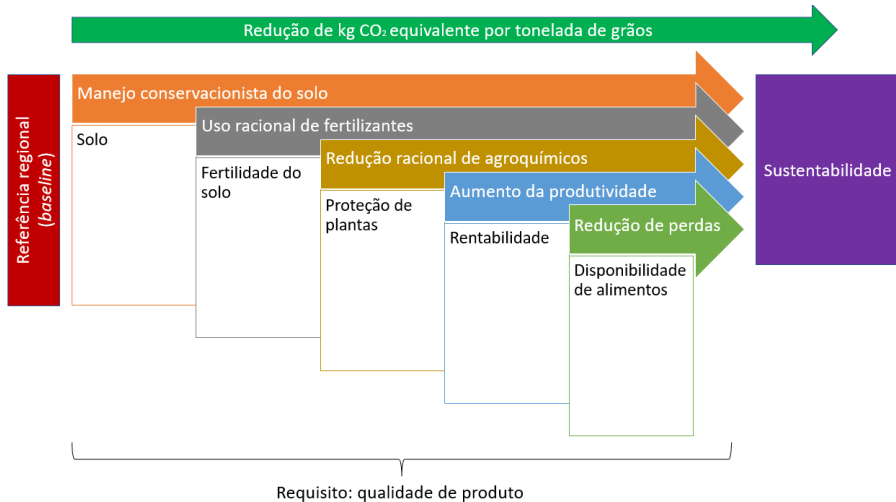 Redução de kg CO₂ equivalente por tonelada de grãos
Referência regional
(baseline)
Manejo conservacionista do solo
Solo
Uso racional de fertilizantes
Fertilidade do
solo
Redução racional de agroquímicos
Proteção de
plantas
Aumento da produtividade
Rentabilidade
Redução de perdas
Disponibilidade
de alimentos
Sustentabilidade
Requisito: qualidade de produto